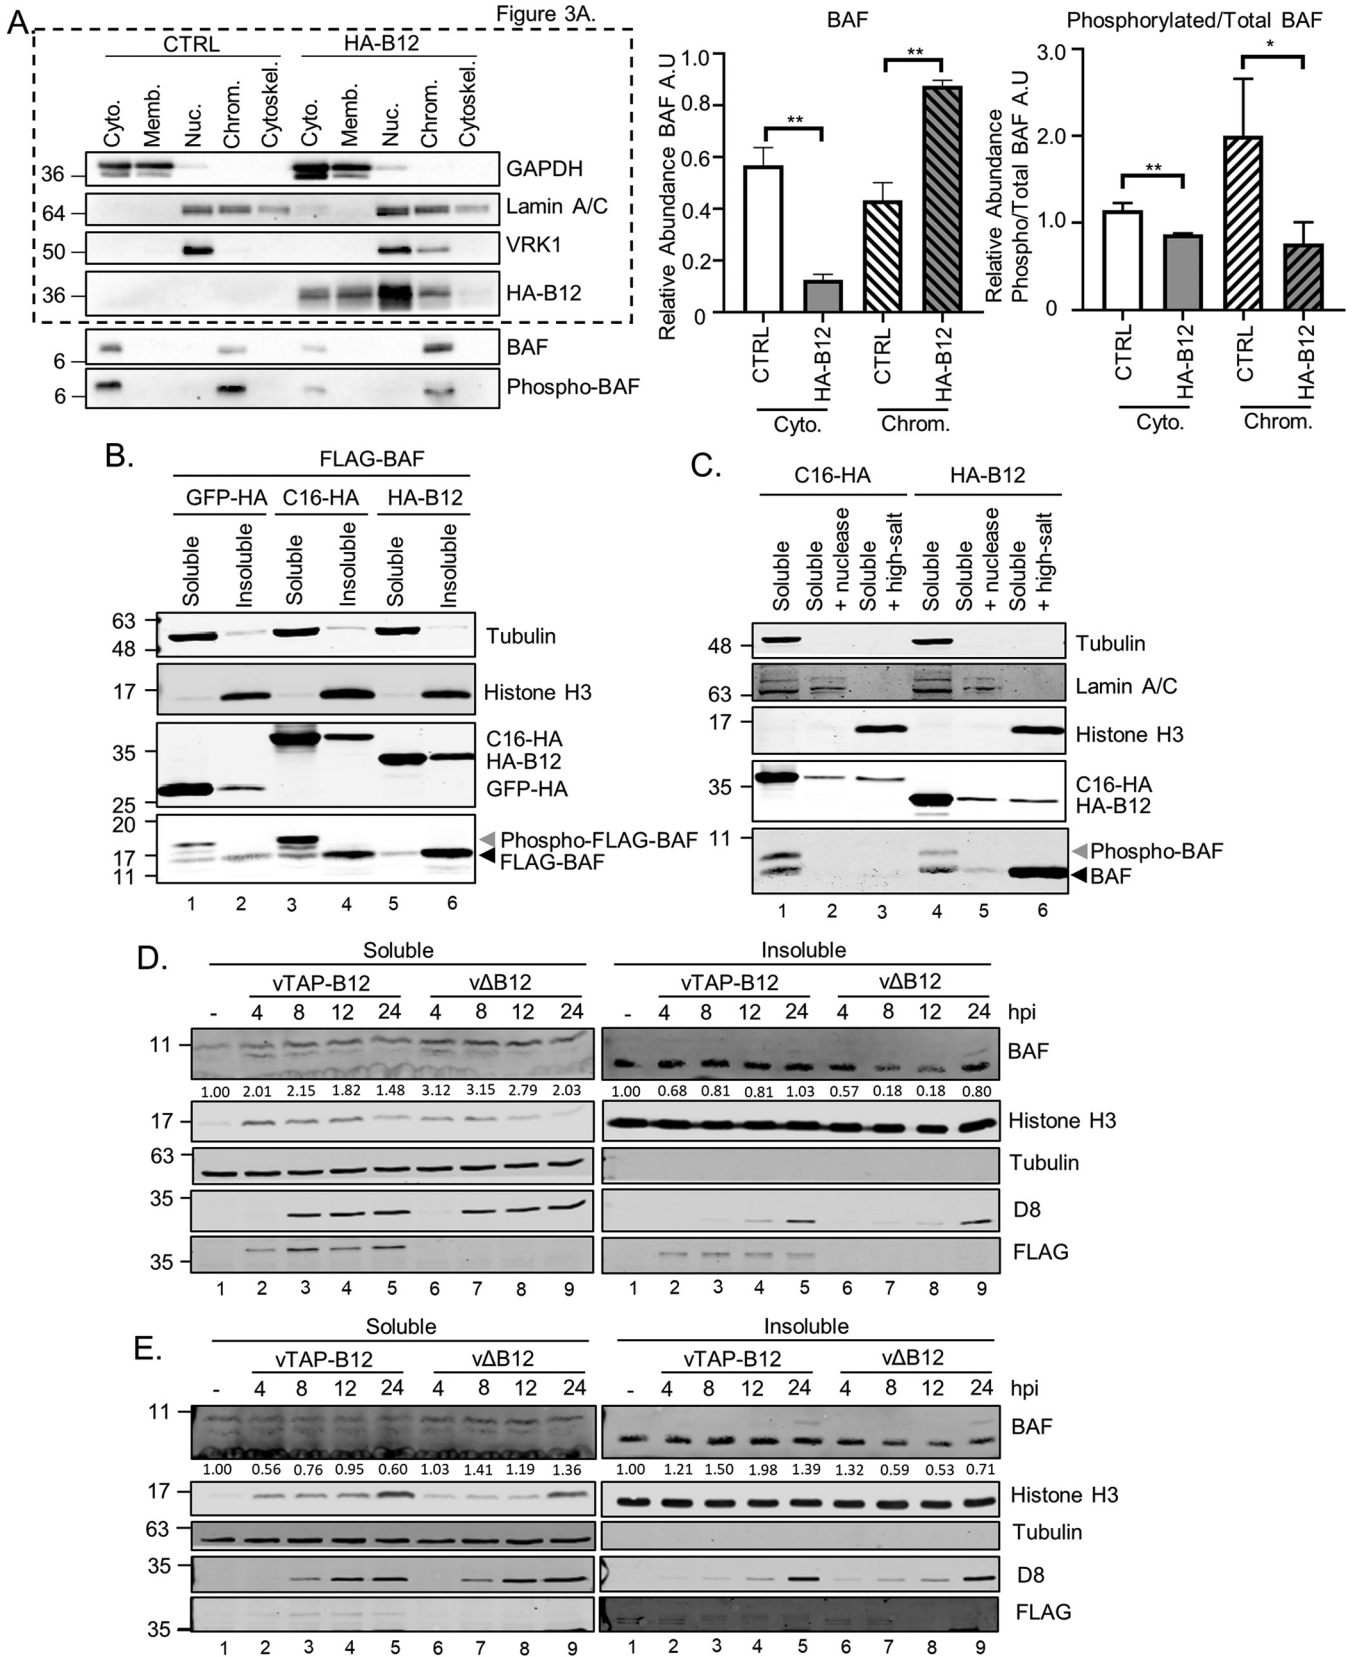 A.
Figure 3A.
CTRL HA-B12
Cyto. Memb. Nuc. Chrom. Cytoskel. Cyto. Memb. Nuc. Chrom. Cytoskel.
36 GAPDH
64 Lamin A/C
50 VRK1
36 HA-B12
6 BAF
6 Phospho-BAF
BAF
Relative Abundance BAF A.U
1.0
0.8
0.6
0.4
0.2
0
** **
CTRL HA-B12 CTRL HA-B12
Cyto. Chrom.
Phosphorylated/Total BAF
Relative Abundance
Phospho/Total BAF A.U
3.0
2.0
1.0
0
** *
CTRL HA-B12 CTRL HA-B12
Cyto. Chrom.
B.
FLAG-BAF
GFP-HA C16-HA HA-B12
Soluble Insoluble Soluble Insoluble Soluble Insoluble
63
48 Tubulin
17 Histone H3
C16-HA
35 HA-B12
GFP-HA
25
20
Phospho-FLAG-BAF
17 FLAG-BAF
11
1 2 3 4 5 6
C.
C16-HA HA-B12
Soluble Soluble + nuclease Soluble + high-salt Soluble Soluble + nuclease Soluble + high-salt
48 Tubulin
63 Lamin A/C
17 Histone H3
35 C16-HA
HA-B12
11
Phospho-BAF
BAF
1 2 3 4 5 6
D.
Soluble Insoluble
vTAP-B12 vΔB12 vTAP-B12 vΔB12
- 4 8 12 24 4 8 12 24 - 4 8 12 24 4 8 12 24 hpi
11 BAF
1.00 2.01 2.15 1.82 1.48 3.12 3.15 2.79 2.03 1.00 0.68 0.81 0.81 1.03 0.57 0.18 0.18 0.80
17 Histone H3
63 Tubulin
35 D8
35 FLAG
1 2 3 4 5 6 7 8 9 1 2 3 4 5 6 7 8 9
E.
Soluble Insoluble
vTAP-B12 vΔB12 vTAP-B12 vΔB12
- 4 8 12 24 4 8 12 24 - 4 8 12 24 4 8 12 24 hpi
11 BAF
1.00 0.56 0.76 0.95 0.60 1.03 1.41 1.19 1.36 1.00 1.21 1.50 1.98 1.39 1.32 0.59 0.53 0.71
17 Histone H3
63 Tubulin
35 D8
35 FLAG
1 2 3 4 5 6 7 8 9 1 2 3 4 5 6 7 8 9